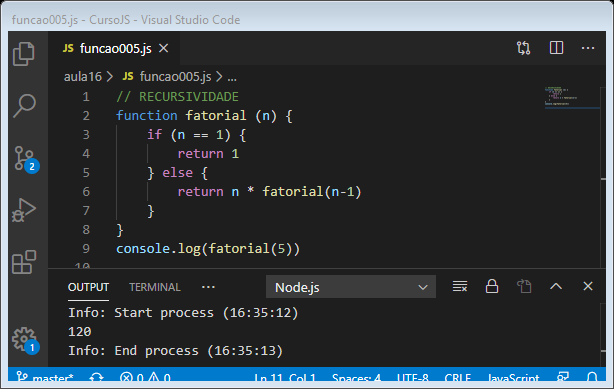 funcao005.js - CursoJS - Visual Studio Code
JS funcao005.js ×
aula16 > JS funcao005.js > ...
1 // RECURSIVIDADE
2 function fatorial (n) {
3 if (n == 1) {
4 return 1
5 } else {
6 return n * fatorial(n-1)
7 }
8 }
9 console.log(fatorial(5))
10
2
OUTPUT TERMINAL ··· Node.js
Info: Start process (16:35:12)
120
Info: End process (16:35:13)
1
master* 0 0 Ln 11, Col 1 Spaces: 4 UTF-8 CRLF JavaScript